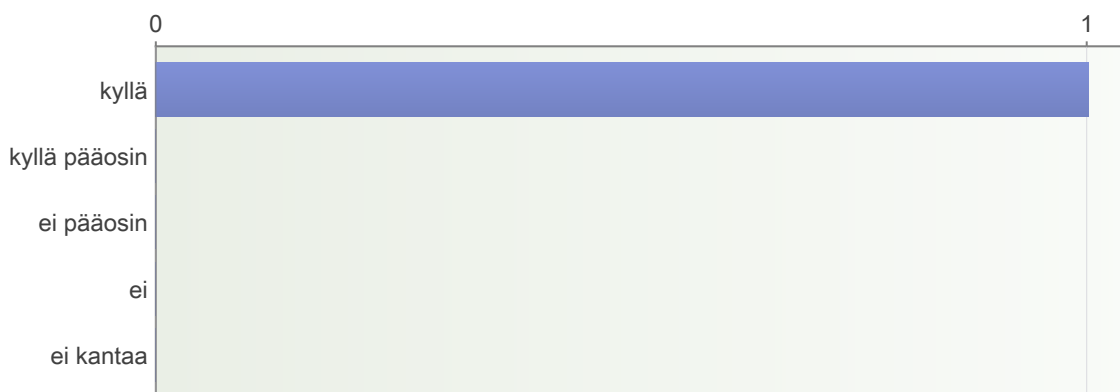 0 1
kyllä
kyllä pääosin
ei pääosin
ei
ei kantaa